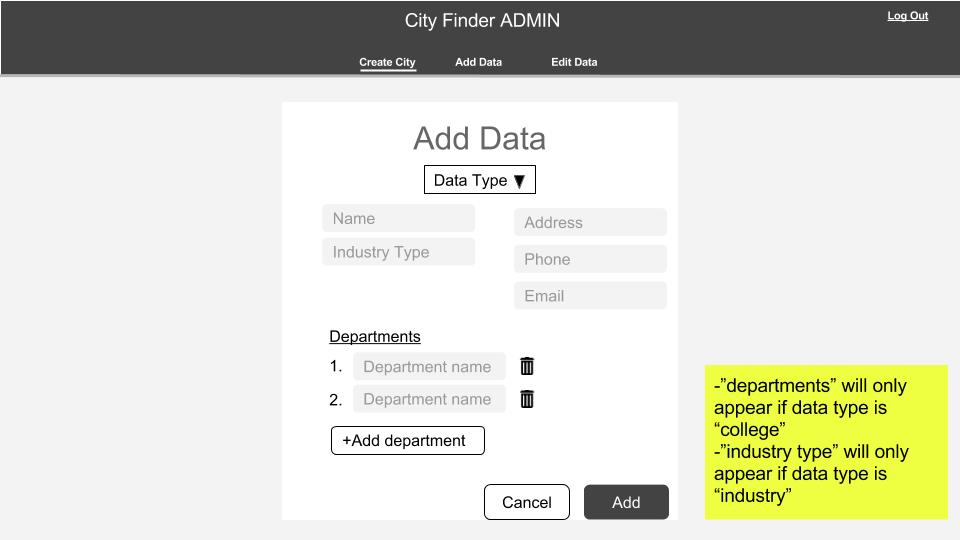 City Finder ADMIN
Log Out
Create City
Add Data
Edit Data
Add Data
Data Type ▼
Name
Address
Industry Type
Phone
Email
Departments
1. Department name
2. Department name
+Add department
Cancel
Add
-”departments” will only
appear if data type is
“college”
-”industry type” will only
appear if data type is
“industry”